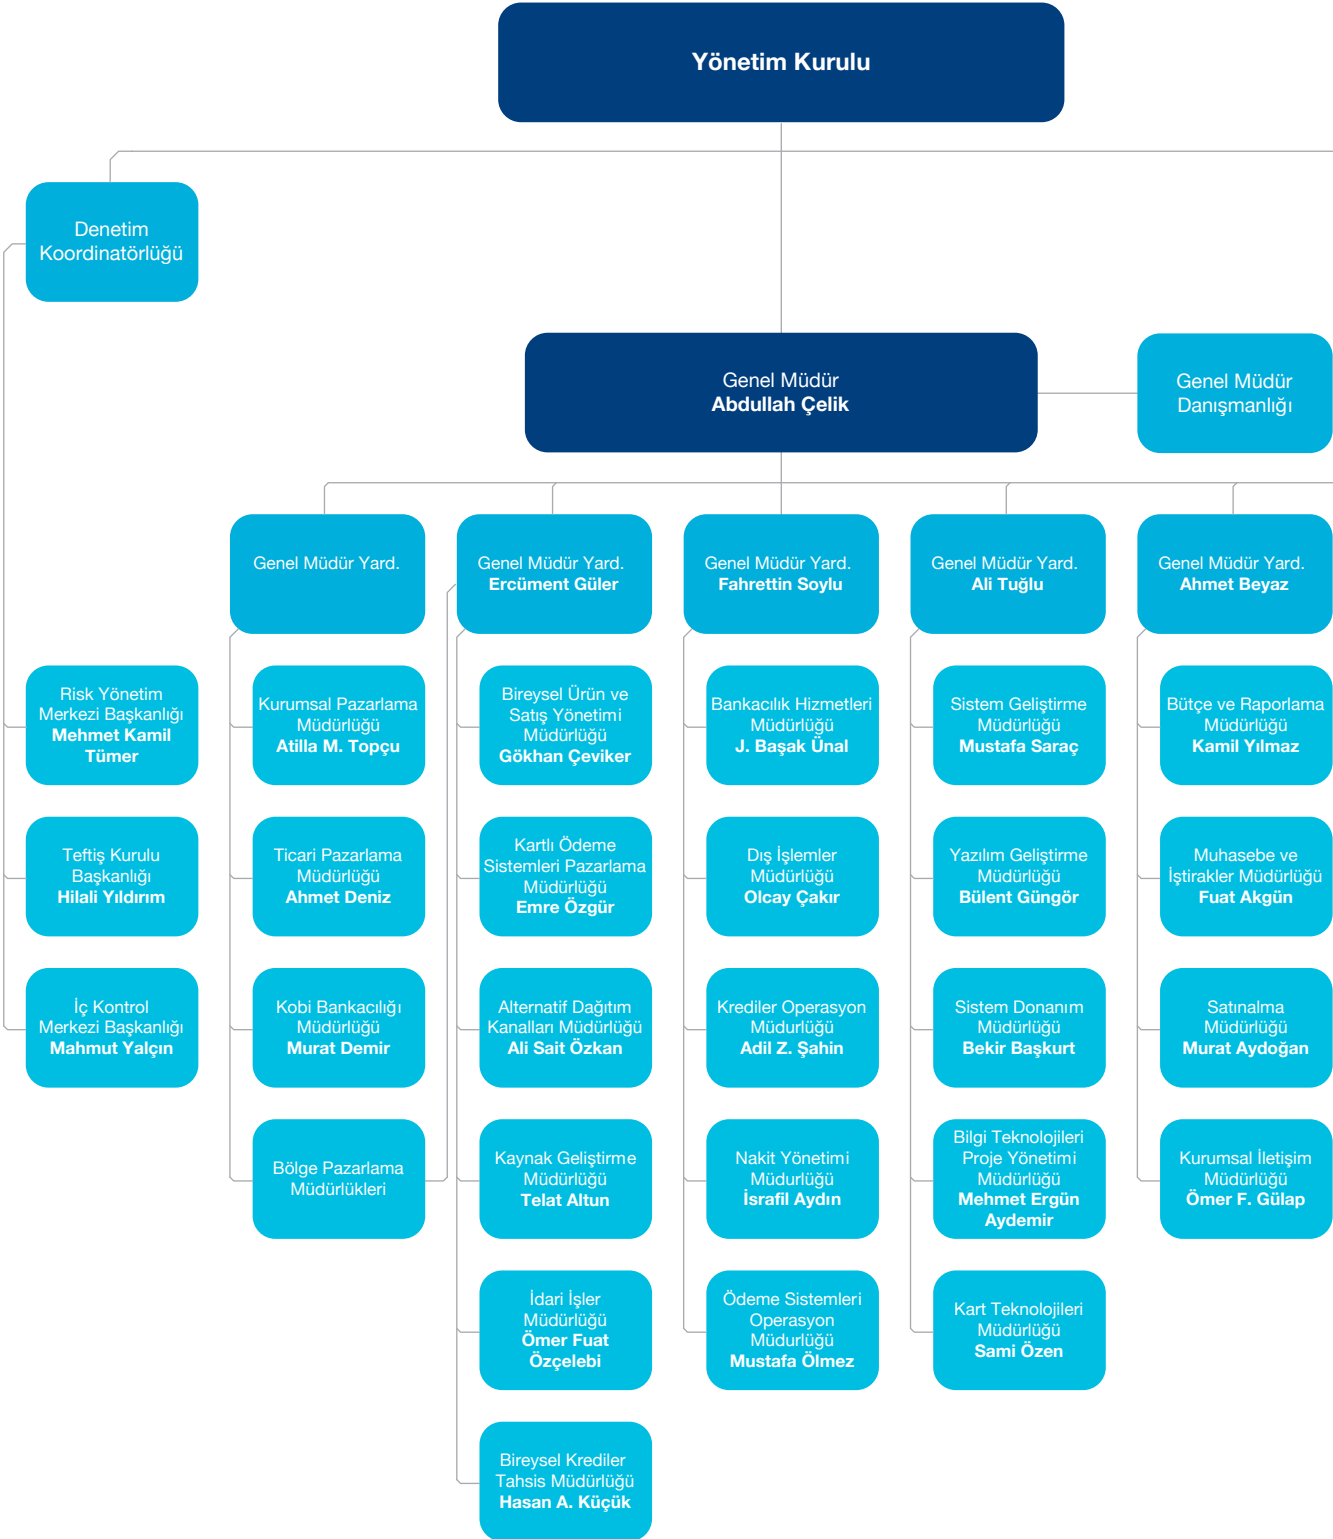 Yönetim Kurulu
Denetim
Koordinatörlüğü
Genel Müdür
Abdullah Çelik
Genel Müdür
Danışmanlığı
Genel Müdür Yard.
Genel Müdür Yard.
Ercüment Güler
Genel Müdür Yard.
Fahrettin Soylu
Genel Müdür Yard.
Ali Tuğlu
Genel Müdür Yard.
Ahmet Beyaz
Risk Yönetim
Merkezi Başkanlığı
Mehmet Kamil
Tümer
Kurumsal Pazarlama
Müdürlüğü
Atilla M. Topçu
Bireysel Ürün ve
Satış Yönetimi
Müdürlüğü
Gökhan Çeviker
Bankacılık Hizmetleri
Müdürlüğü
J. Başak Ünal
Sistem Geliştirme
Müdürlüğü
Mustafa Saraç
Bütçe ve Raporlama
Müdürlüğü
Kamil Yılmaz
Teftiş Kurulu
Başkanlığı
Hilali Yıldırım
Ticari Pazarlama
Müdürlüğü
Ahmet Deniz
Kartlı Ödeme
Sistemleri Pazarlama
Müdürlüğü
Emre Özgür
Dış İşlemler
Müdürlüğü
Olcay Çakır
Yazılım Geliştirme
Müdürlüğü
Bülent Güngör
Muhasebe ve
İştirakler Müdürlüğü
Fuat Akgün
İç Kontrol
Merkezi Başkanlığı
Mahmut Yalçın
Kobi Bankacılığı
Müdürlüğü
Murat Demir
Alternatif Dağıtım
Kanalları Müdürlüğü
Ali Sait Özkan
Krediler Operasyon
Müdurlüğü
Adil Z. Şahin
Sistem Donanım
Müdürlüğü
Bekir Başkurt
Satınalma
Müdürlüğü
Murat Aydoğan
Bölge Pazarlama
Müdürlükleri
Kaynak Geliştirme
Müdürlüğü
Telat Altun
Nakit Yönetimi
Müdurlüğü
İsrafil Aydın
Bilgi Teknolojileri
Proje Yönetimi
Müdürlüğü
Mehmet Ergün
Aydemir
Kurumsal İletişim
Müdürlüğü
Ömer F. Gülap
İdari İşler
Müdürlüğü
Ömer Fuat
Özçelebi
Ödeme Sistemleri
Operasyon
Müdurlüğü
Mustafa Ölmez
Kart Teknolojileri
Müdürlüğü
Sami Özen
Bireysel Krediler
Tahsis Müdürlüğü
Hasan A. Küçük